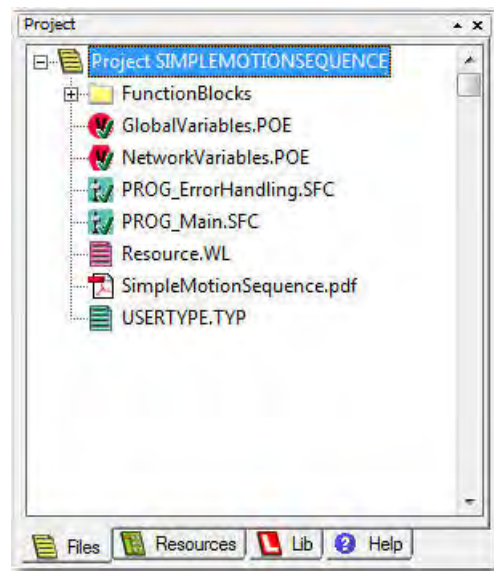 Project
Project SIMPLEMOTIONSEQUENCE
FunctionBlocks
GlobalVariables.POE
NetworkVariables.POE
PROG_ErrorHandling.SFC
PROG_Main.SFC
Resource.WL
SimpleMotionSequence.pdf
USERTYPE.TYP
Files Resources Lib Help